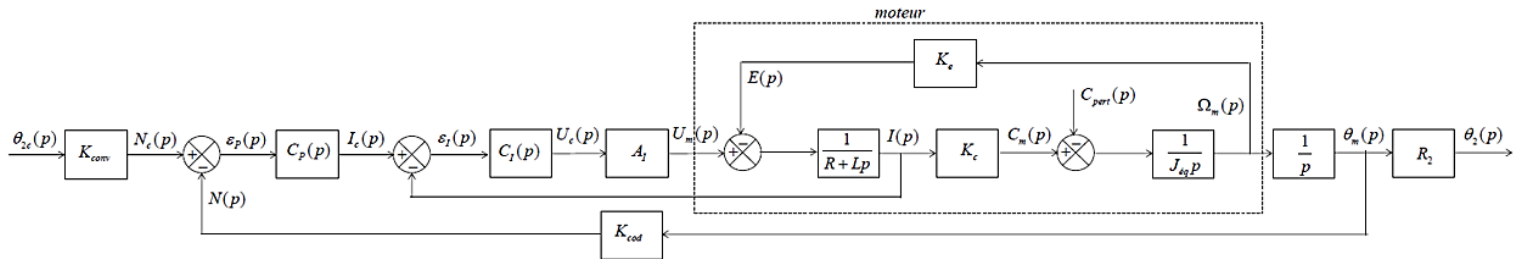 moteur
K_e
E(p)
C_pert(p)
Ω_m(p)
θ_2c(p)
K_conv
N_c(p)
+
−
ε_P(p)
C_P(p)
I_c(p)
+
−
ε_I(p)
C_I(p)
U_c(p)
A_I
U_m(p)
+
−
1/(R+Lp)
I(p)
K_c
C_m(p)
+
−
1/(J_éq p)
1/p
θ_m(p)
R_2
θ_2(p)
N(p)
K_cod